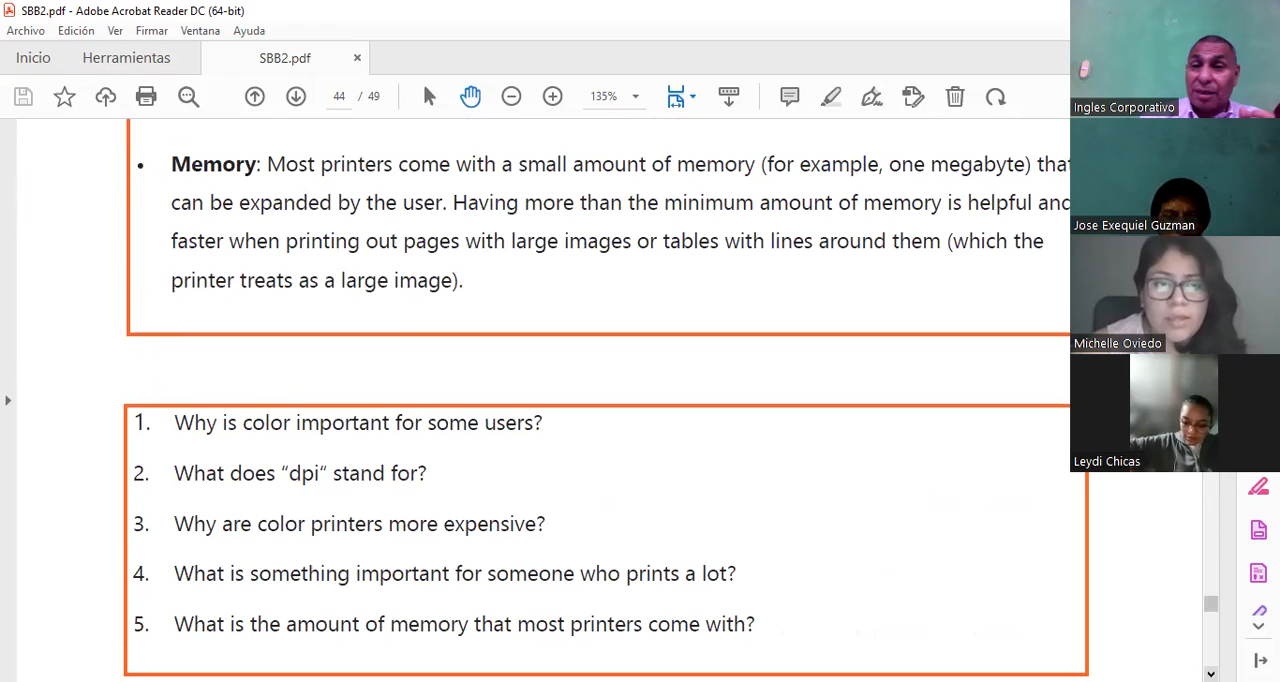 SBB2.pdf - Adobe Acrobat Reader DC (64-bit)
Archivo Edición Ver Firmar Ventana Ayuda
Inicio Herramientas SBB2.pdf ×
44 / 49 135%
• Memory: Most printers come with a small amount of memory (for example, one megabyte) that
can be expanded by the user. Having more than the minimum amount of memory is helpful and
faster when printing out pages with large images or tables with lines around them (which the
printer treats as a large image).
1. Why is color important for some users?
2. What does “dpi“ stand for?
3. Why are color printers more expensive?
4. What is something important for someone who prints a lot?
5. What is the amount of memory that most printers come with?
Ingles Corporativo
Jose Exequiel Guzman
Michelle Oviedo
Leydi Chicas